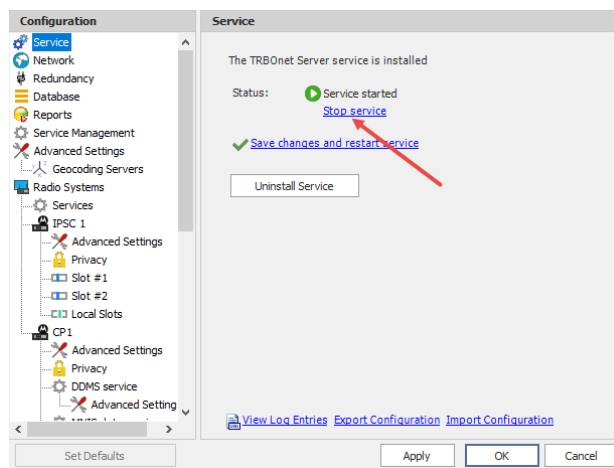 Configuration
Service
Network
Redundancy
Database
Reports
Service Management
Advanced Settings
Geocoding Servers
Radio Systems
Services
IPSC 1
Advanced Settings
Privacy
Slot #1
Slot #2
Local Slots
CP1
Advanced Settings
Privacy
DDMS service
Advanced Setting
Set Defaults
Service
The TRBOnet Server service is installed
Status: Service started
Stop service
Save changes and restart service
Uninstall Service
View Log Entries Export Configuration Import Configuration
Apply OK Cancel